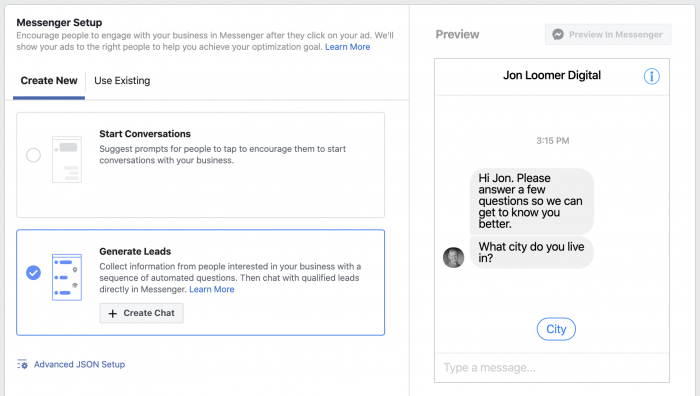 Messenger Setup
Encourage people to engage with your business in Messenger after they click on your ad. We'll
show your ads to the right people to help you achieve your optimization goal. Learn More
Create New
Use Existing
Start Conversations
Suggest prompts for people to tap to encourage them to start
conversations with your business.
Generate Leads
Collect information from people interested in your business with a
sequence of automated questions. Then chat with qualified leads
directly in Messenger. Learn More
+ Create Chat
Advanced JSON Setup
Preview
Preview In Messenger
Jon Loomer Digital
3:15 PM
Hi Jon. Please
answer a few
questions so we can
get to know you
better.
What city do you live
in?
City
Type a message...